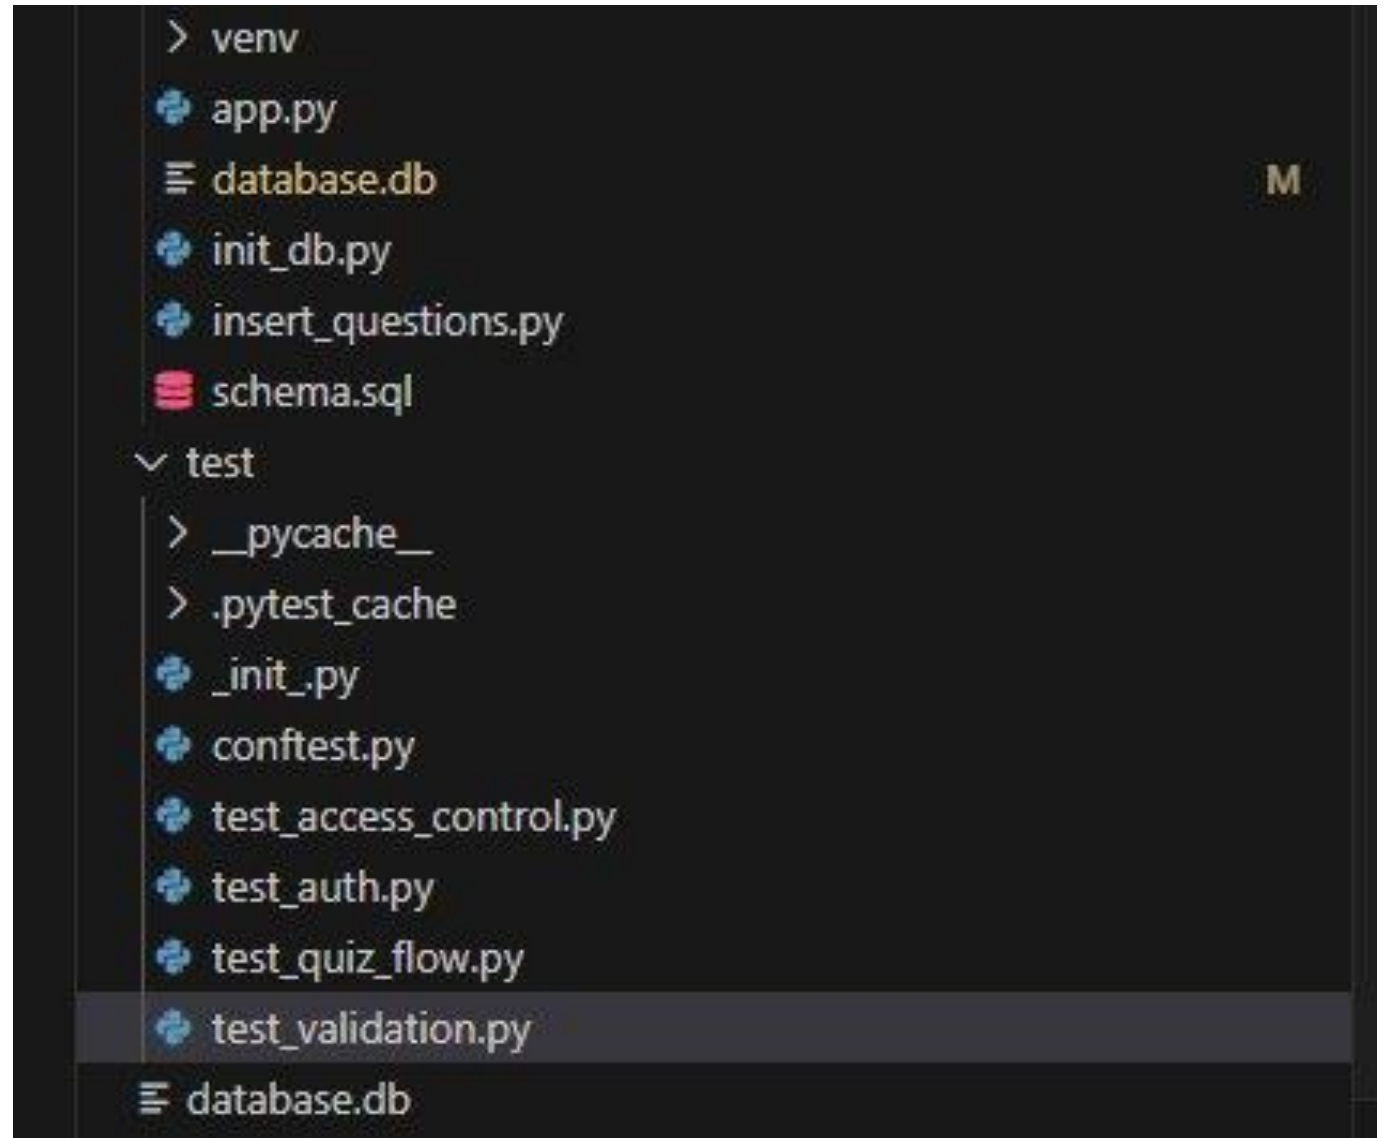 venv
app.py
database.db M
init_db.py
insert_questions.py
schema.sql
test
__pycache__
.pytest_cache
_init_.py
conftest.py
test_access_control.py
test_auth.py
test_quiz_flow.py
test_validation.py
database.db